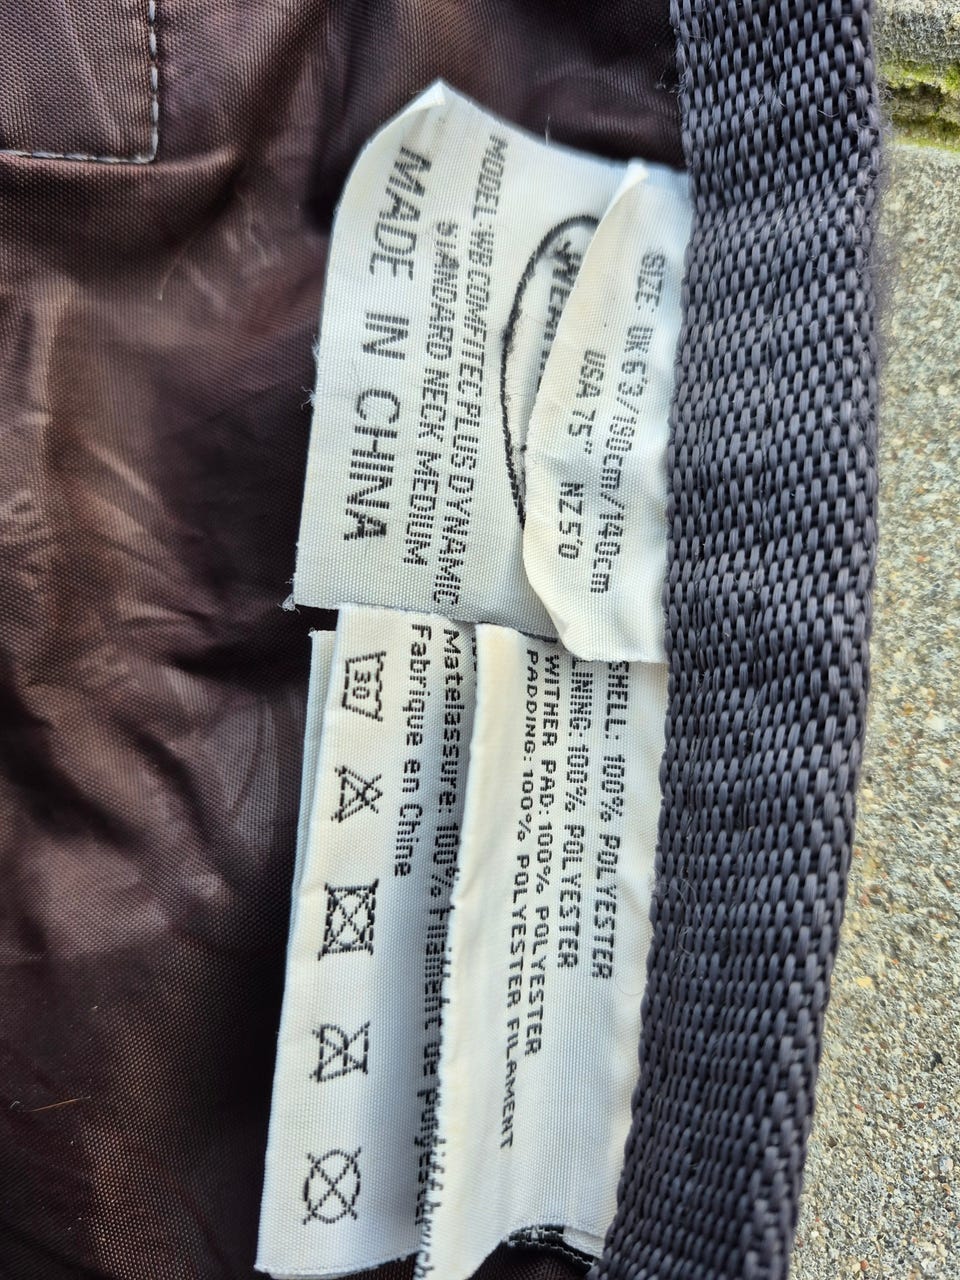 SIZE: UK 6'3/190cm/140cm
USA 75" NZ 5'0
MODEL: WB COMFITEC PLUS DYNAMIC
STANDARD NECK MEDIUM
MADE IN CHINA
SHELL: 100% POLYESTER
LINING: 100% POLYESTER
WITHER PAD: 100% POLYESTER
PADDING: 100% POLYESTER FILAMENT
Matelassure: 100% filament de polyester
Fabrique en Chine
30